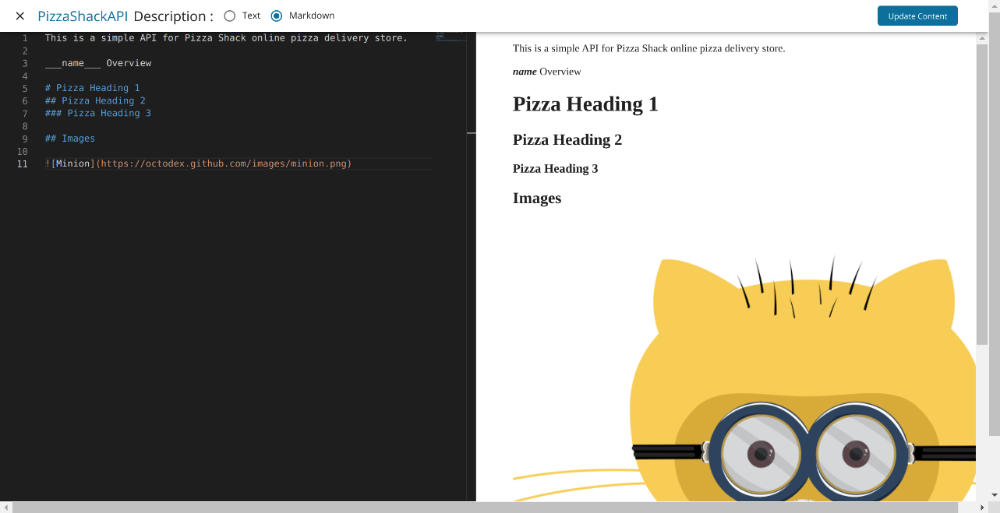 PizzaShackAPI Description : Text Markdown Update Content
1 This is a simple API for Pizza Shack online pizza delivery store.
2
3 ___name___ Overview
4
5 # Pizza Heading 1
6 ## Pizza Heading 2
7 ### Pizza Heading 3
8
9 ## Images
10
11 ![Minion](https://octodex.github.com/images/minion.png)
This is a simple API for Pizza Shack online pizza delivery store.
name Overview
Pizza Heading 1
Pizza Heading 2
Pizza Heading 3
Images